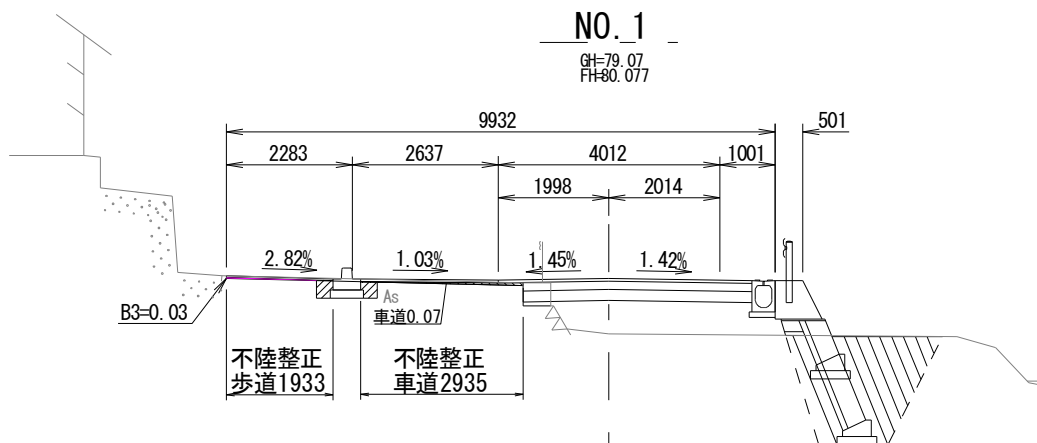 NO. 1
GH=79.07
FH=80.077
9932
501
2283
2637
4012
1001
1998
2014
2.82%
1.03%
1.45%
1.42%
As
B3=0.03
車道0.07
不陸整正
歩道1933
不陸整正
車道2935